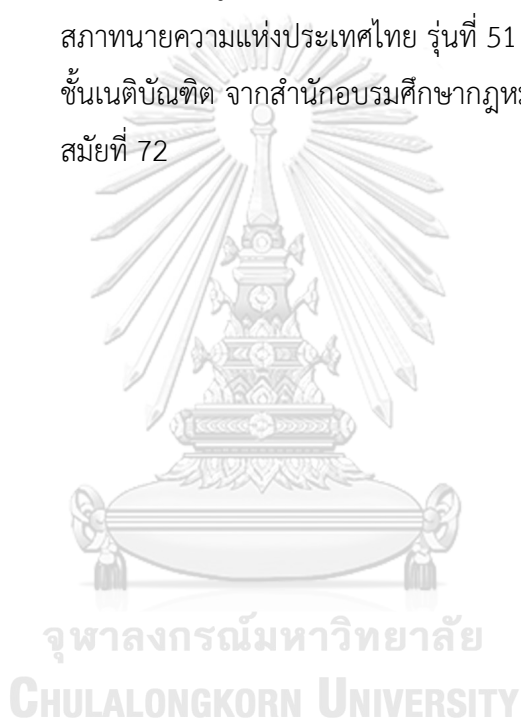 สภาทนายความแห่งประเทศไทย รุ่นที่ 51
ชั้นเนติบัณฑิต จากสำนักอบรมศึกษากฎห
สมัยที่ 72
จุฬาลงกรณ์มหาวิทยาลัย
CHULALONGKORN UNIVERSITY